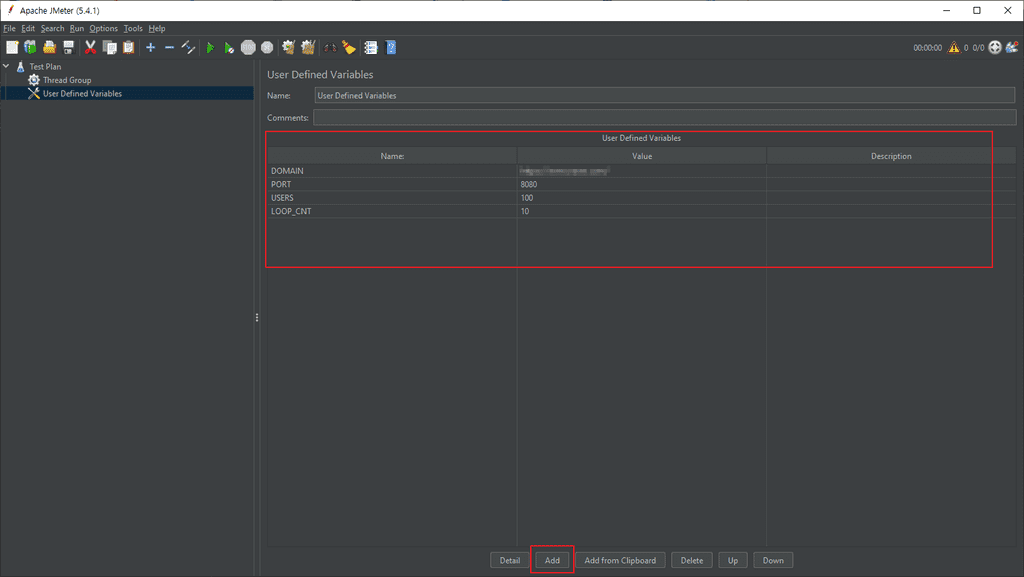 Apache JMeter (5.4.1)
File Edit Search Run Options Tools Help
00:00:00 0 0/0
Test Plan
Thread Group
User Defined Variables
User Defined Variables
Name: User Defined Variables
Comments:
User Defined Variables
Name: Value Description
DOMAIN
PORT 8080
USERS 100
LOOP_CNT 10
Detail Add Add from Clipboard Delete Up Down